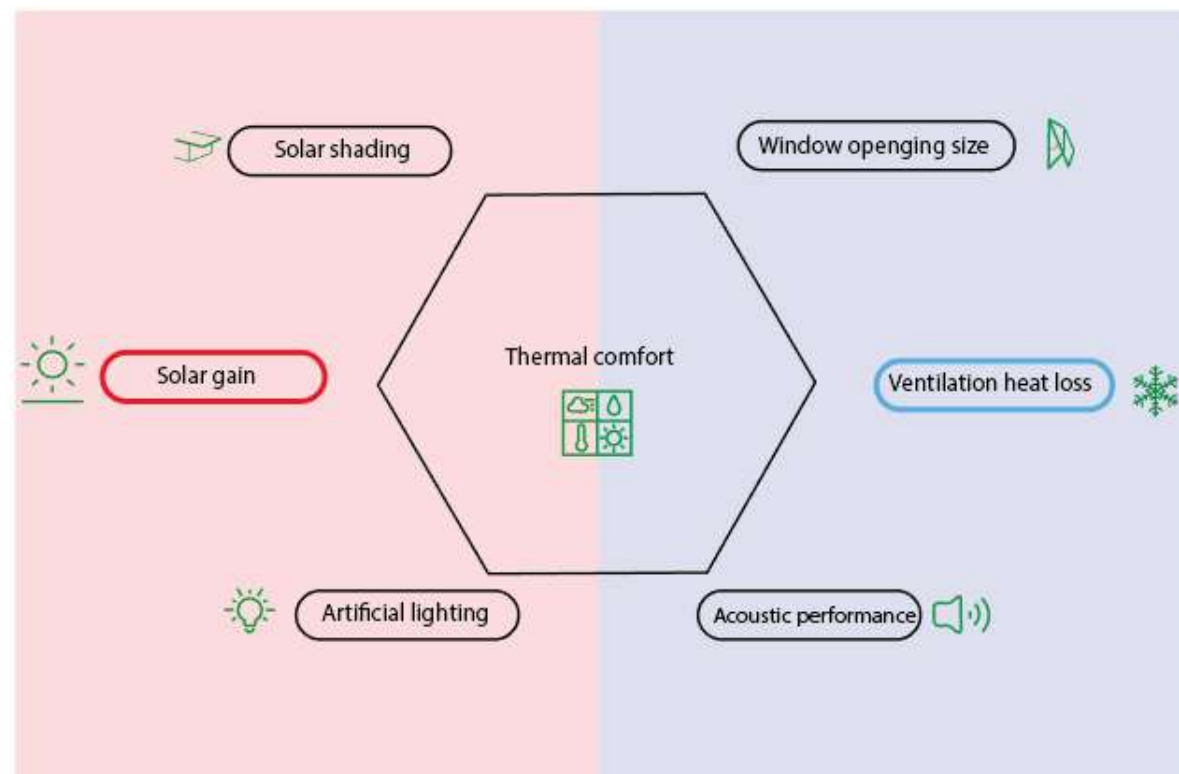 Solar shading
Window openging size
Thermal comfort
Solar gain
Ventilation heat loss
Artificial lighting
Acoustic performance